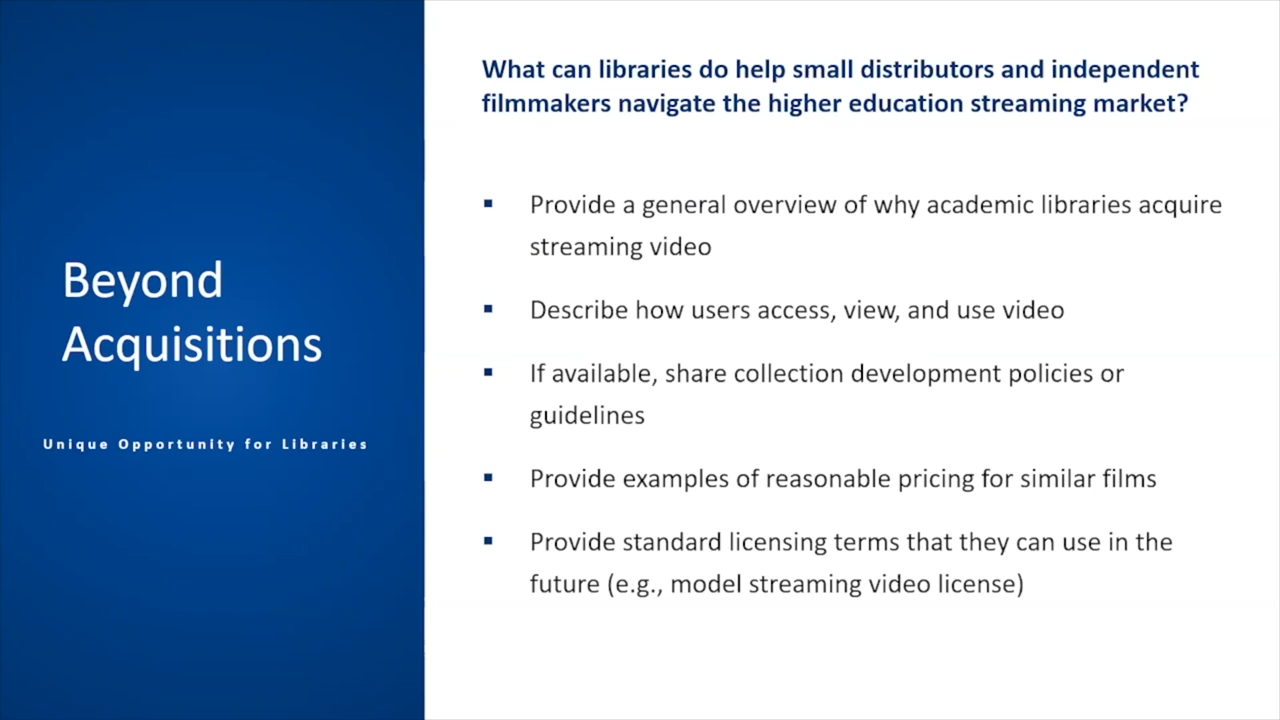 Beyond
Acquisitions
Unique Opportunity for Libraries
What can libraries do help small distributors and independent
filmmakers navigate the higher education streaming market?
▪ Provide a general overview of why academic libraries acquire
streaming video
▪ Describe how users access, view, and use video
▪ If available, share collection development policies or
guidelines
▪ Provide examples of reasonable pricing for similar films
▪ Provide standard licensing terms that they can use in the
future (e.g., model streaming video license)